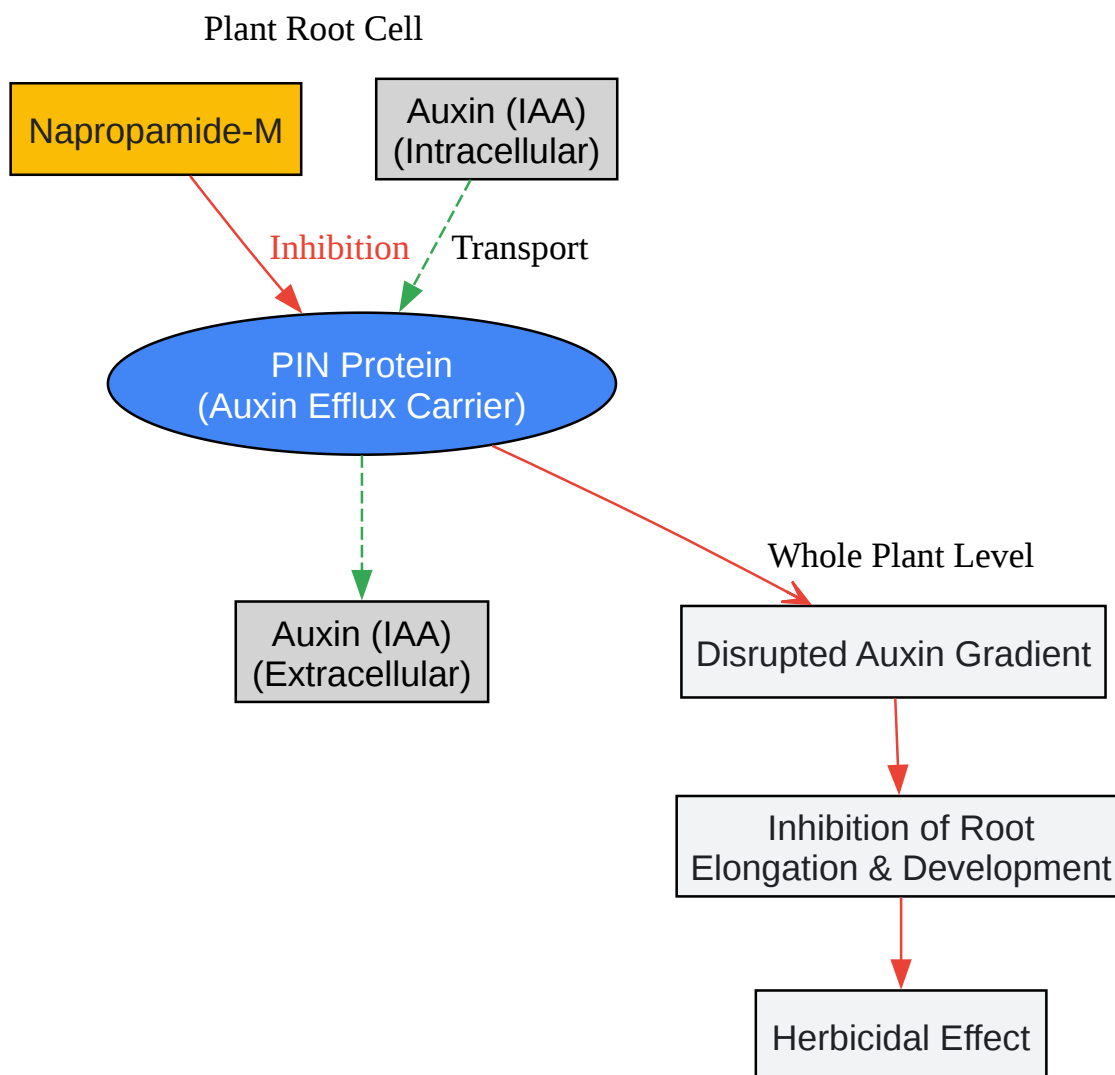 Plant Root Cell
Napropamide-M
Auxin (IAA)
(Intracellular)
Inhibition
Transport
PIN Protein
(Auxin Efflux Carrier)
Whole Plant Level
Auxin (IAA)
(Extracellular)
Disrupted Auxin Gradient
Inhibition of Root
Elongation & Development
Herbicidal Effect